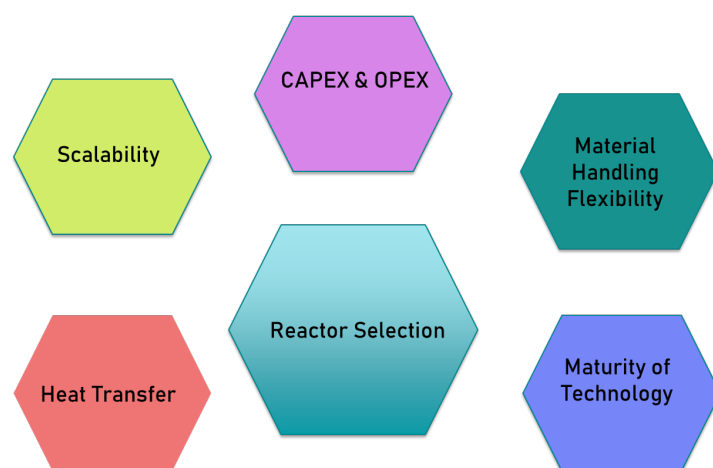 CAPEX & OPEX
Scalability
Material
Handling
Flexibility
Reactor Selection
Heat Transfer
Maturity of
Technology